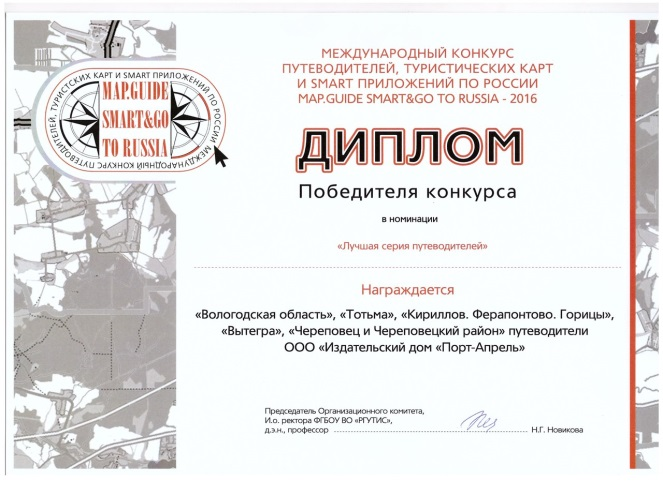 МЕЖДУНАРОДНЫЙ КОНКУРС
ПУТЕВОДИТЕЛЕЙ, ТУРИСТИЧЕСКИХ КАРТ
И SMART ПРИЛОЖЕНИЙ ПО РОССИИ
MAP.GUIDE SMART&GO TO RUSSIA - 2016
МЕЖДУНАРОДНЫЙ КОНКУРС ПУТЕВОДИТЕЛЕЙ, ТУРИСТСКИХ КАРТ И SMART ПРИЛОЖЕНИЙ ПО РОССИИ
MAP.GUIDE
SMART&GO
TO RUSSIA
ДИПЛОМ
Победителя конкурса
в номинации
«Лучшая серия путеводителей»
Награждается
«Вологодская область», «Тотьма», «Кириллов. Ферапонтово. Горицы»,
«Вытегра», «Череповец и Череповецкий район» путеводители
ООО «Издательский дом «Порт-Апрель»
Председатель Организационного комитета,
И.о. ректора ФГБОУ ВО «РГУТИС»,
д.э.н., профессор Н.Г. Новикова